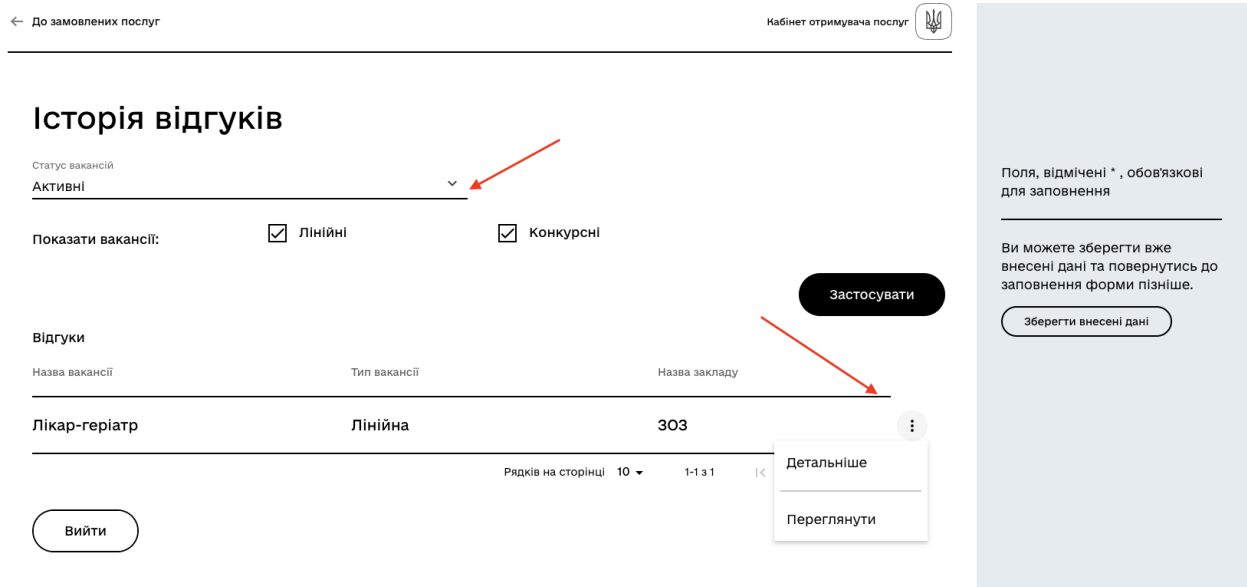 До замовлених послуг
Кабінет отримувача послуг
Історія відгуків
Статус вакансій
Активні
Показати вакансії:
Лінійні
Конкурсні
Застосувати
Відгуки
Назва вакансії
Тип вакансії
Назва закладу
Лікар-геріатр
Лінійна
ЗОЗ
Детальніше
Переглянути
Рядків на сторінці 10
1-1 з 1
Вийти
Поля, відмічені * , обов'язкові
для заповнення
Ви можете зберегти вже
внесені дані та повернутись до
заповнення форми пізніше.
Зберегти внесені дані